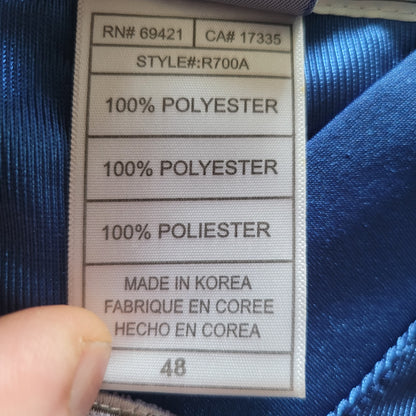 RN# 69421 CA# 17335
STYLE#:R700A
100% POLYESTER
100% POLYESTER
100% POLIESTER
MADE IN KOREA
FABRIQUE EN COREE
HECHO EN COREA
48